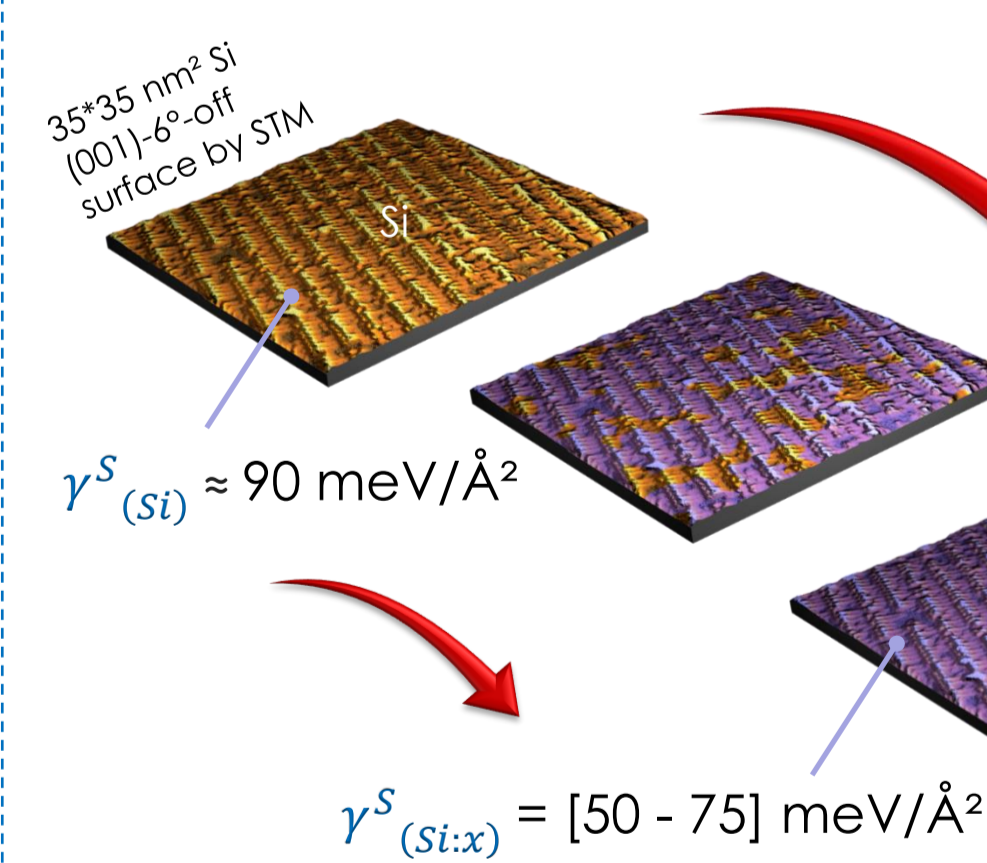 35*35 nm² Si
(001)-6°-off
surface by STM
Si
γ^S_(Si) ≈ 90 meV/Å²
γ^S_(Si:x) = [50 - 75] meV/Å²